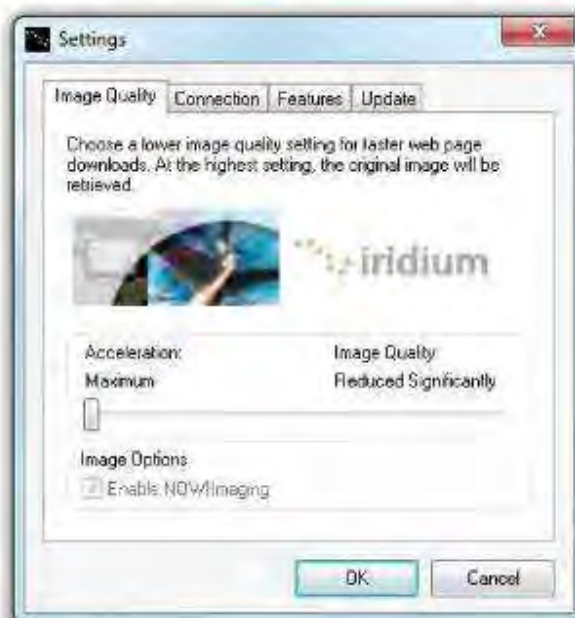 Settings
Image Quality Connection Features Update
Choose a lower image quality setting for faster web page
downloads. At the highest setting, the original image will be
retrieved.
iridium
Acceleration: Image Quality
Maximum Reduced Significantly
Image Options
Enable NOW!Imaging
OK Cancel